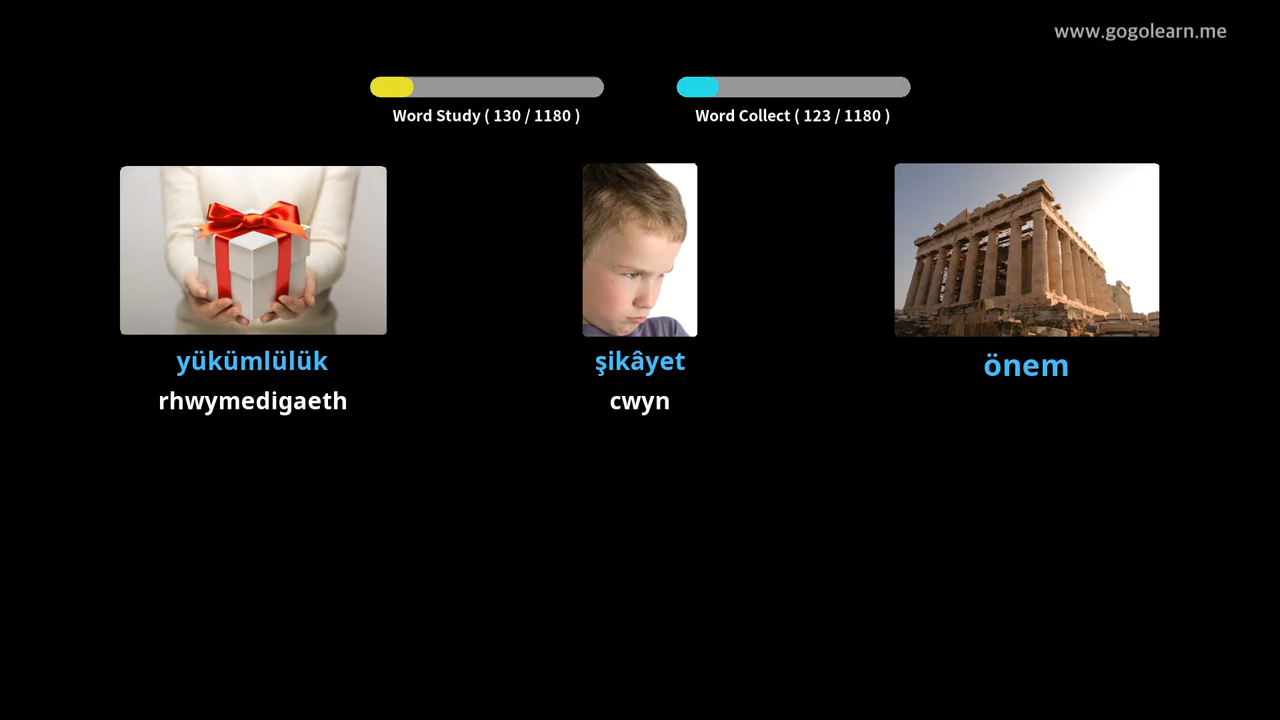 www.gogolearn.me
Word Study ( 130 / 1180 )
Word Collect ( 123 / 1180 )
yükümlülük
rhwymedigaeth
şikâyet
cwyn
önem